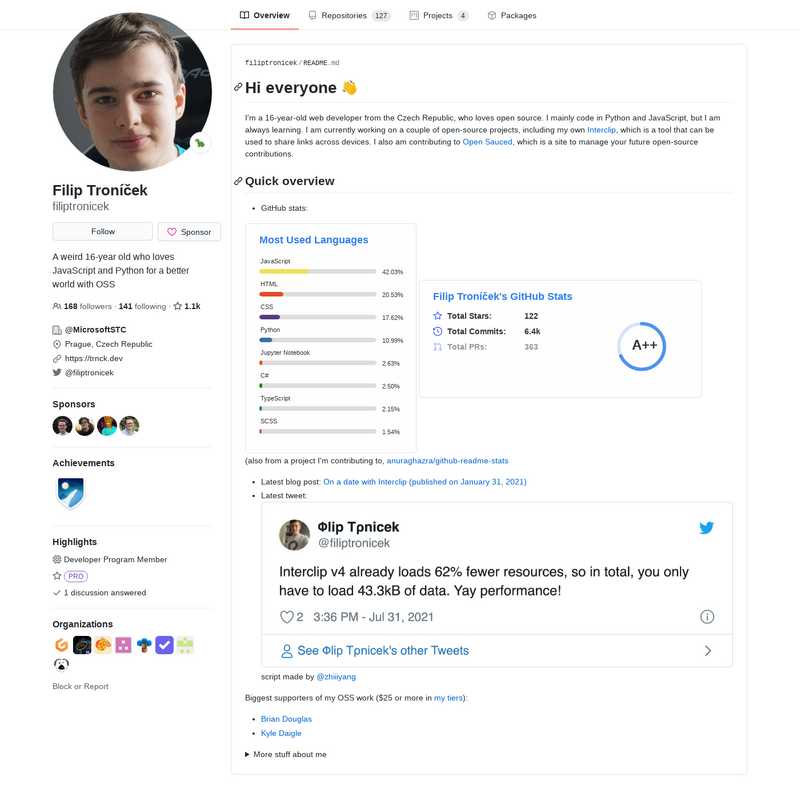 Overview
Repositories 127
Projects 4
Packages
Filip Troníček
filiptronicek
Follow
Sponsor
A weird 16-year old who loves
JavaScript and Python for a better
world with OSS
168 followers · 141 following · 1.1k
@MicrosoftSTC
Prague, Czech Republic
https://trnck.dev
@filiptronicek
Sponsors
Achievements
Highlights
Developer Program Member
PRO
1 discussion answered
Organizations
Block or Report
filiptronicek / README.md
Hi everyone 👋
I'm a 16-year-old web developer from the Czech Republic, who loves open source. I mainly code in Python and JavaScript, but I am
always learning. I am currently working on a couple of open-source projects, including my own Interclip, which is a tool that can be
used to share links across devices. I also am contributing to Open Sauced, which is a site to manage your future open-source
contributions.
Quick overview
• GitHub stats:
Most Used Languages
JavaScript
42.03%
HTML
20.53%
CSS
17.62%
Python
10.99%
Jupyter Notebook
2.63%
C#
2.50%
TypeScript
2.15%
SCSS
1.54%
Filip Troníček's GitHub Stats
Total Stars: 122
Total Commits: 6.4k
Total PRs: 363
A++
(also from a project I'm contributing to, anuraghazra/github-readme-stats
• Latest blog post: On a date with Interclip (published on January 31, 2021)
• Latest tweet:
Φlip Tρnicek
@filiptronicek
Interclip v4 already loads 62% fewer resources, so in total, you only
have to load 43.3kB of data. Yay performance!
2 3:36 PM - Jul 31, 2021
See Φlip Tρnicek's other Tweets
script made by @zhiiiyang
Biggest supporters of my OSS work ($25 or more in my tiers):
• Brian Douglas
• Kyle Daigle
More stuff about me